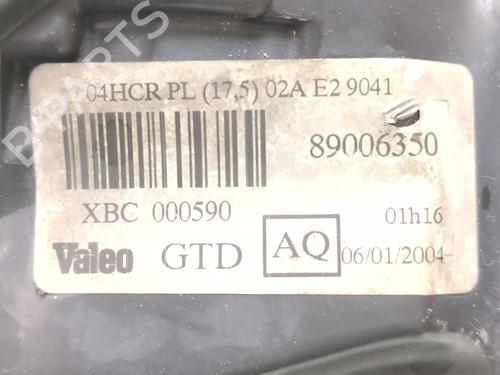 B-PARTS
04HCR PL (17,5) 02A E2 9041
89006350
XBC 000590
01h16
Valeo GTD AQ 06/01/2004